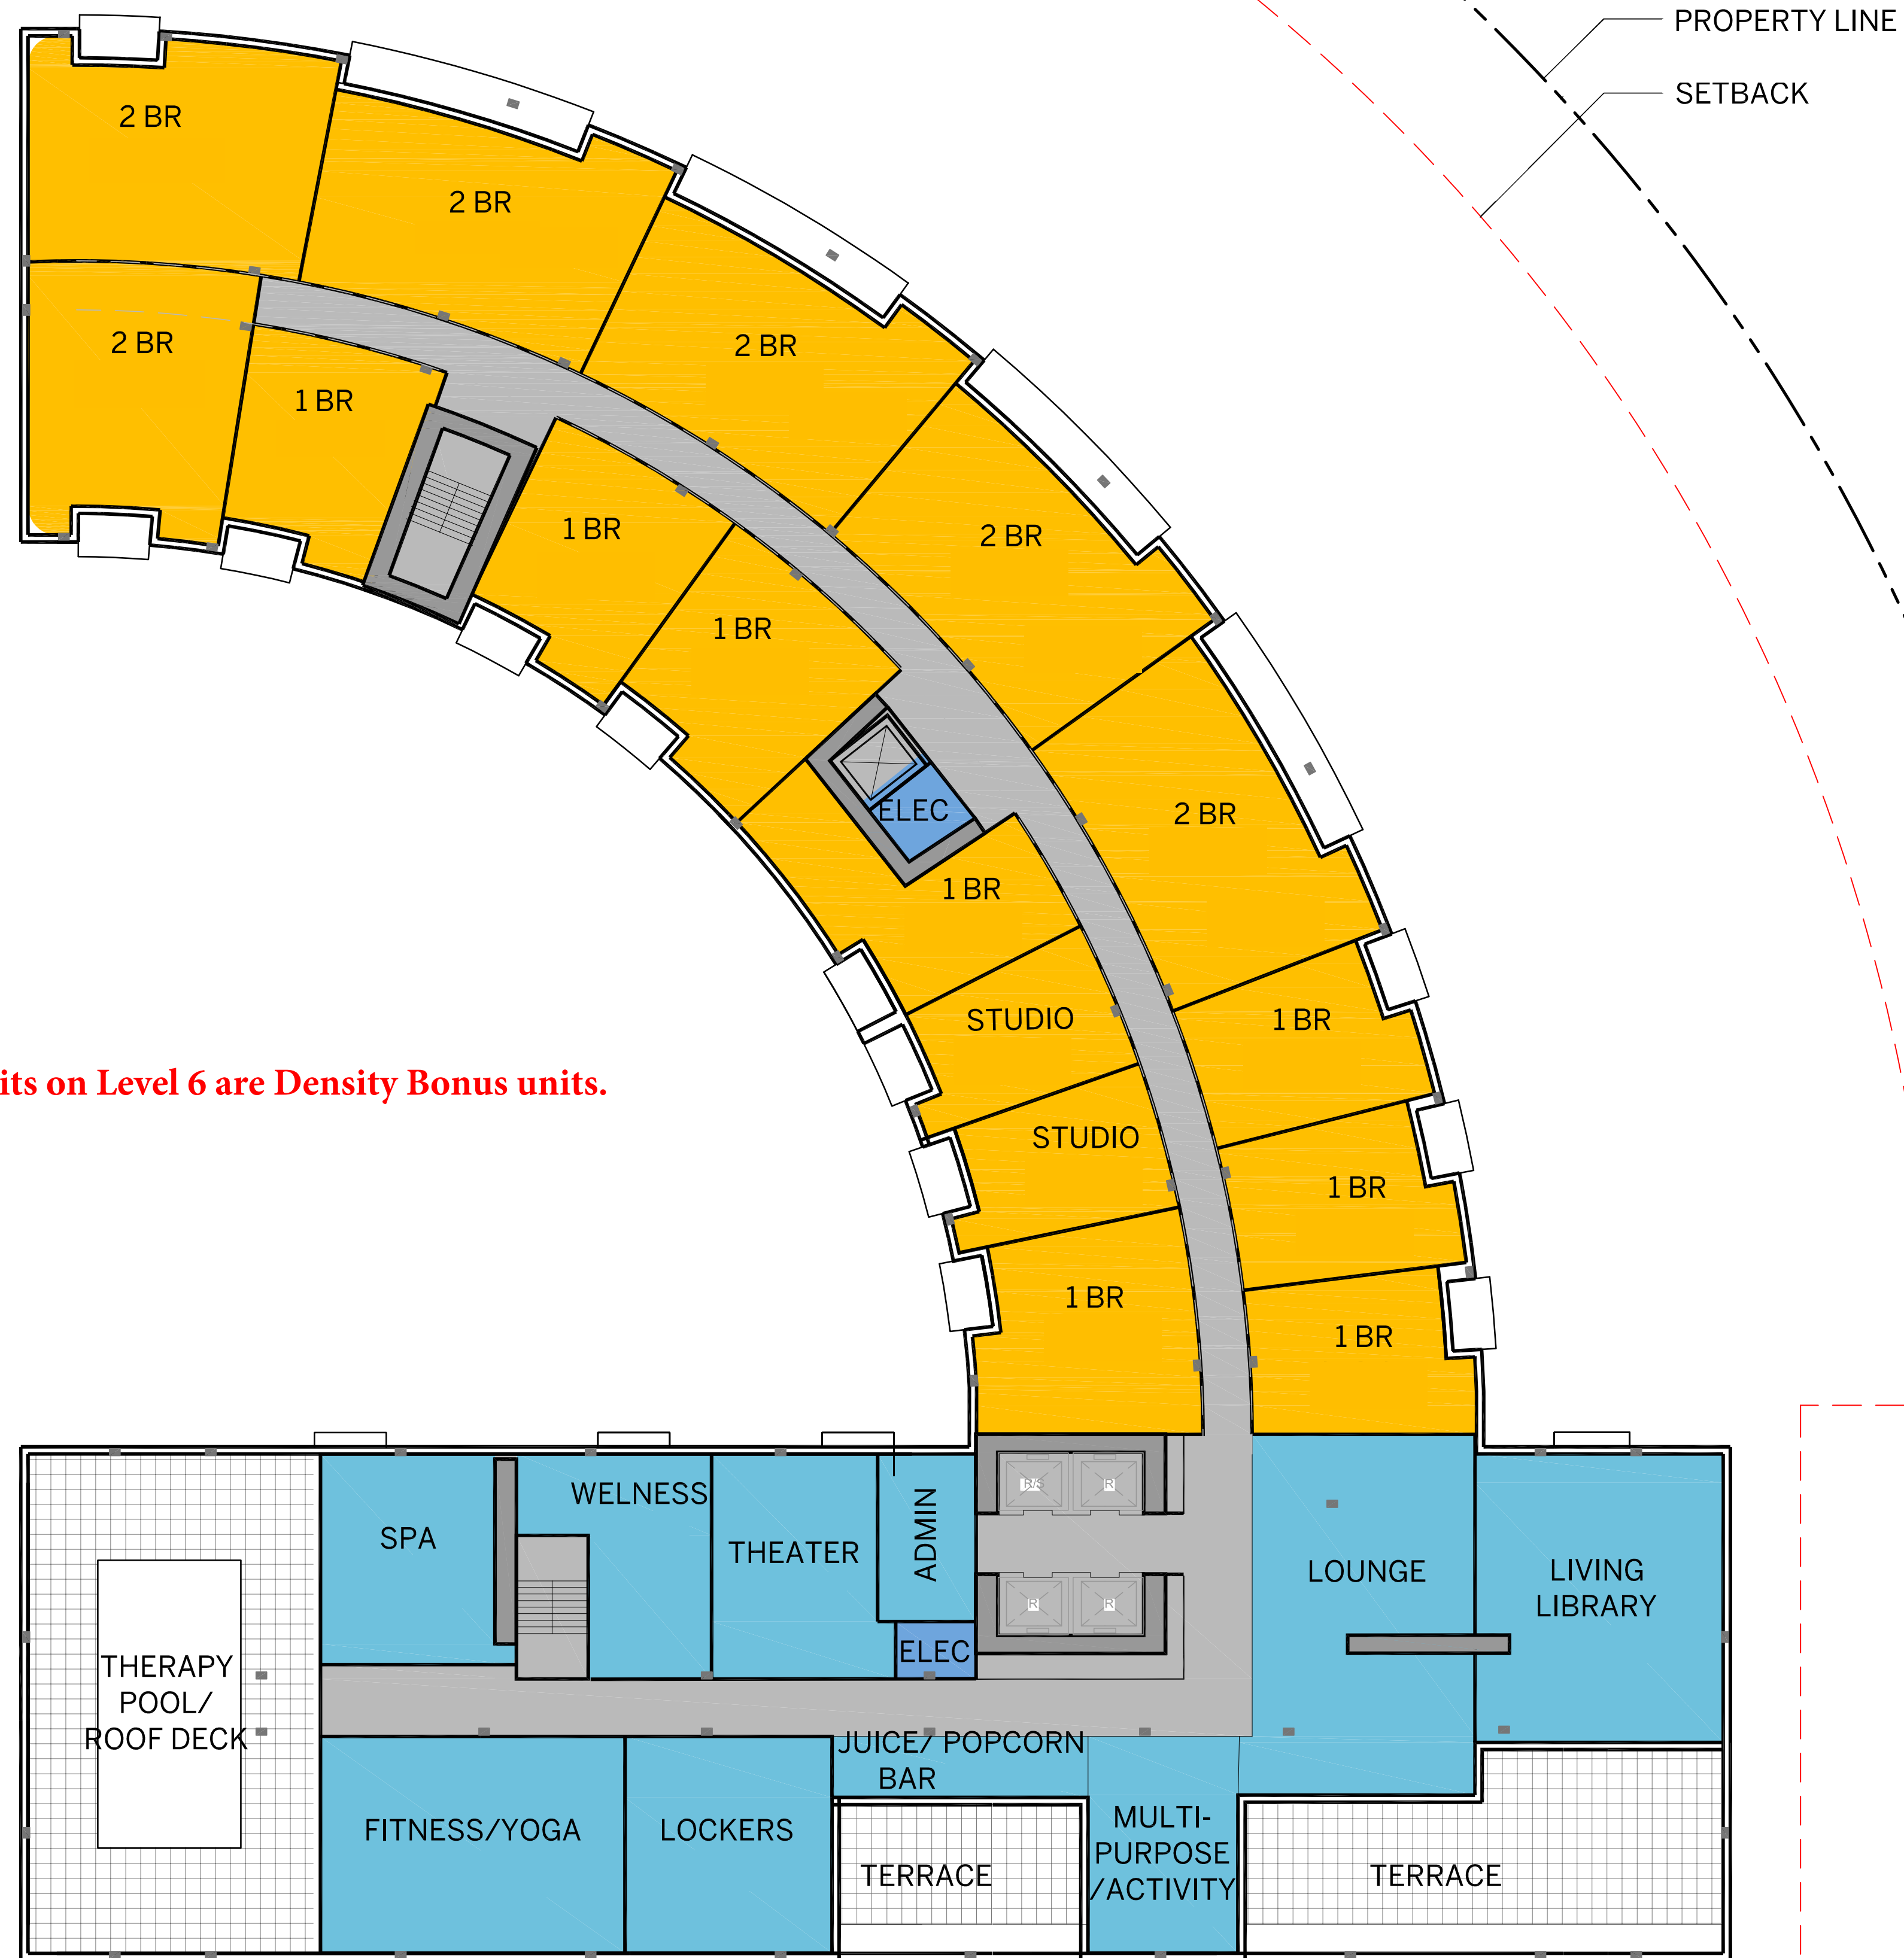 PROPERTY LINE
SETBACK
2 BR
2 BR
2 BR
2 BR
1 BR
2 BR
1 BR
1 BR
2 BR
ELEC
1 BR
STUDIO
1 BR
its on Level 6 are Density Bonus units.
STUDIO
1 BR
1 BR
1 BR
R/S
R
WELNESS
SPA
THEATER
ADMIN
LOUNGE
LIVING
LIBRARY
R
R
ELEC
THERAPY
POOL/
ROOF DECK
JUICE/ POPCORN
BAR
FITNESS/YOGA
LOCKERS
MULTI-
PURPOSE
/ACTIVITY
TERRACE
TERRACE